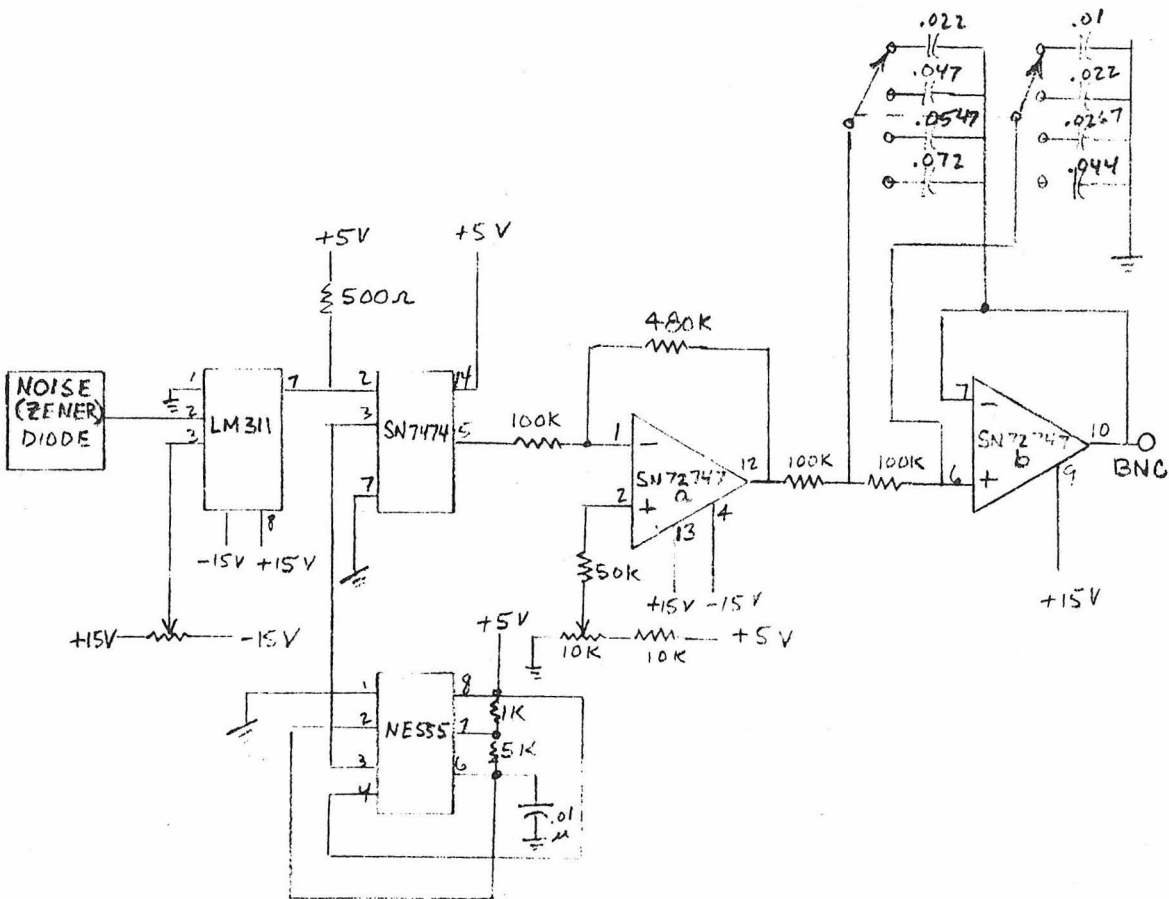 .022
.01
.047
.022
.0547
.0267
.072
.044
+5V
+5V
500Ω
480K
NOISE
(ZENER)
DIODE
1
2
3
LM311
7
8
-15V
+15V
2
3
7
SN7474
14
5
100K
1
-
2
+
SN72747
a
12
13
4
100K
100K
7
-
6
+
SN72747
b
10
9
BNC
50K
+15V
-15V
+15V
+15V
-15V
10K
10K
+5V
+5V
1
2
3
4
NE555
8
7
6
1K
51K
.01
μ